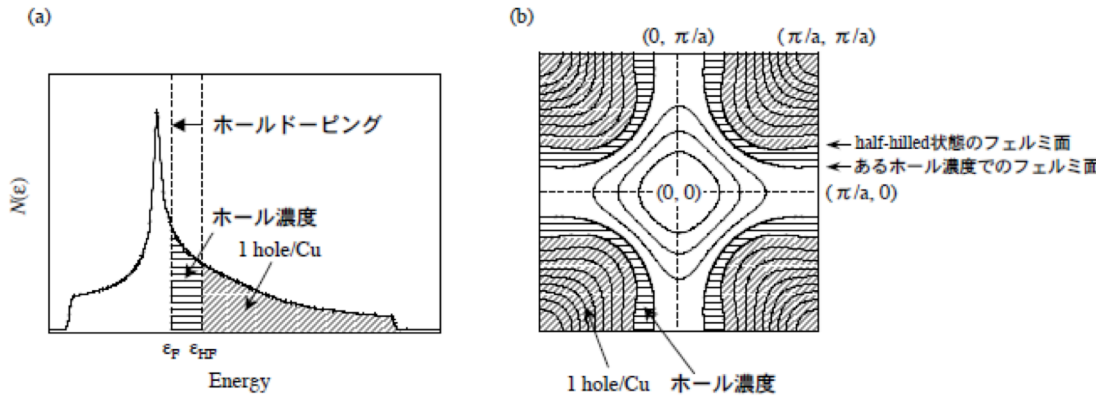 (a)
ホールドーピング
ホール濃度
1 hole/Cu
N(ε)
εF εHF
Energy
(b)
(0, π/a)
(π/a, π/a)
half-hilled状態のフェルミ面
あるホール濃度でのフェルミ面
(0, 0)
(π/a, 0)
1 hole/Cu
ホール濃度